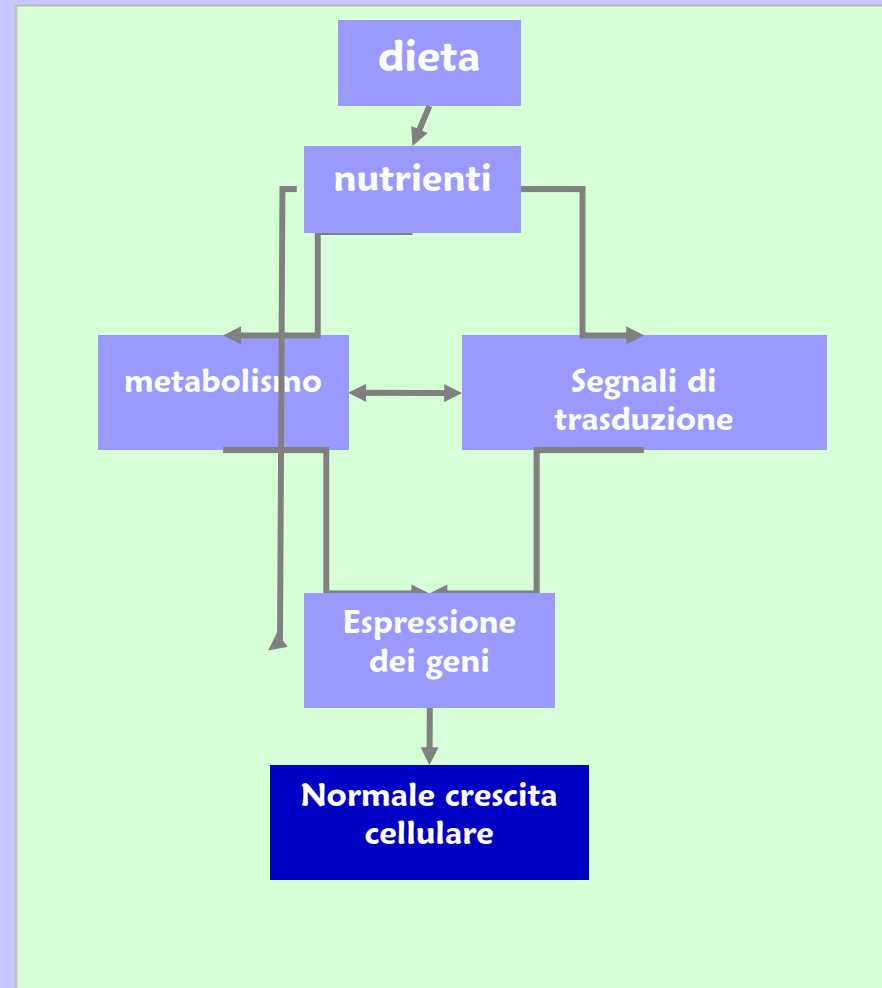 dieta
nutrienti
metabolismo
Segnali di
trasduzione
Espressione
dei geni
Normale crescita
cellulare